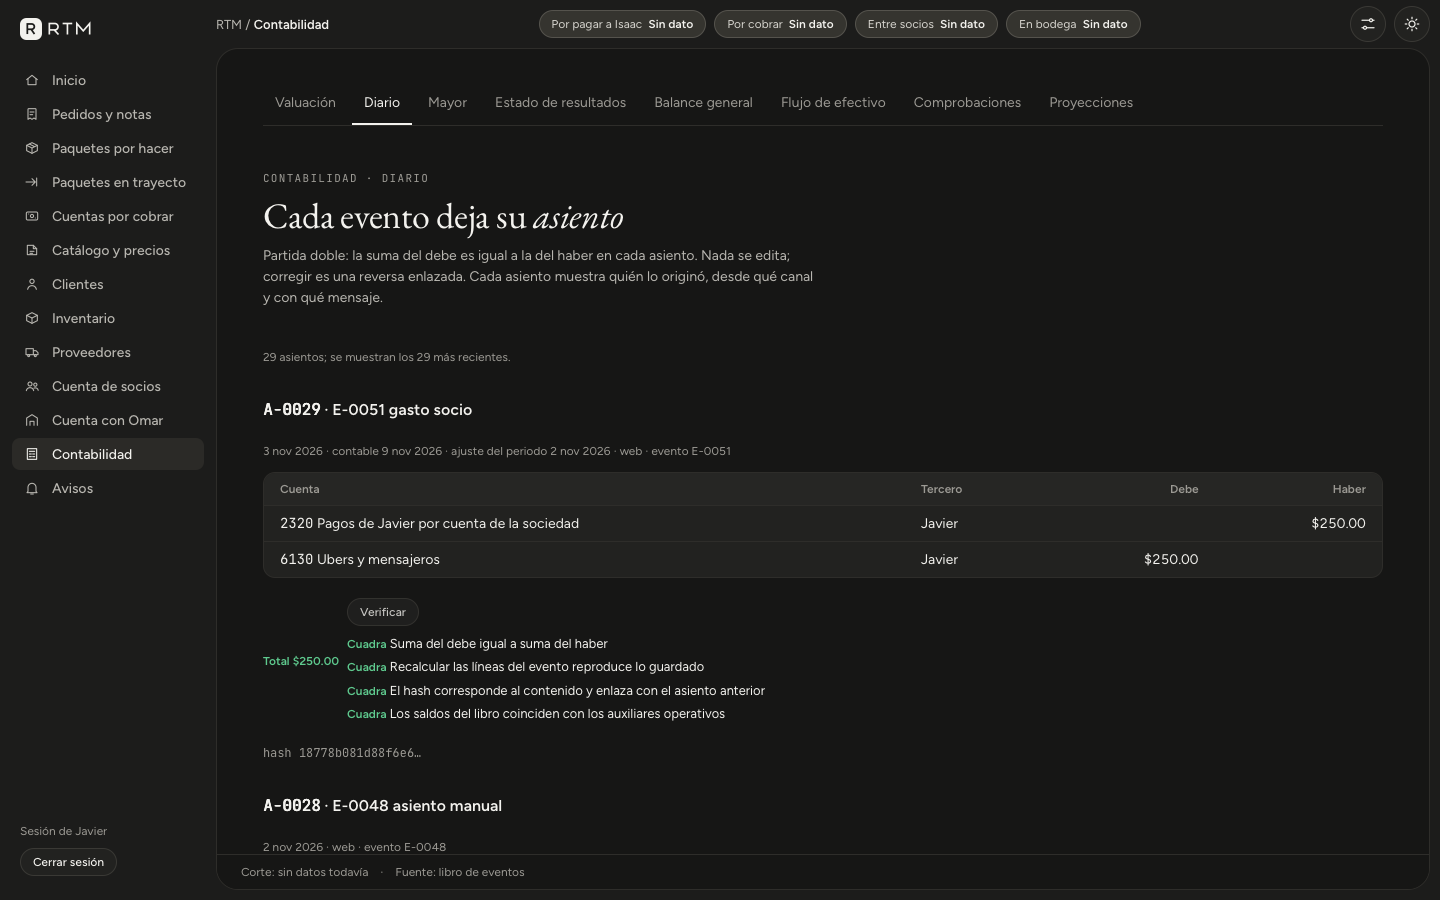 R RTM
RTM / Contabilidad
Por pagar a Isaac Sin dato
Por cobrar Sin dato
Entre socios Sin dato
En bodega Sin dato
Inicio
Pedidos y notas
Paquetes por hacer
Paquetes en trayecto
Cuentas por cobrar
Catálogo y precios
Clientes
Inventario
Proveedores
Cuenta de socios
Cuenta con Omar
Contabilidad
Avisos
Sesión de Javier
Cerrar sesión
Valuación Diario Mayor Estado de resultados Balance general Flujo de efectivo Comprobaciones Proyecciones
CONTABILIDAD · DIARIO
Cada evento deja su asiento
Partida doble: la suma del debe es igual a la del haber en cada asiento. Nada se edita;
corregir es una reversa enlazada. Cada asiento muestra quién lo originó, desde qué canal
y con qué mensaje.
29 asientos; se muestran los 29 más recientes.
A-0029 · E-0051 gasto socio
3 nov 2026 · contable 9 nov 2026 · ajuste del periodo 2 nov 2026 · web · evento E-0051
Cuenta Tercero Debe Haber
2320 Pagos de Javier por cuenta de la sociedad Javier $250.00
6130 Ubers y mensajeros Javier $250.00
Verificar
Total $250.00
Cuadra Suma del debe igual a suma del haber
Cuadra Recalcular las líneas del evento reproduce lo guardado
Cuadra El hash corresponde al contenido y enlaza con el asiento anterior
Cuadra Los saldos del libro coinciden con los auxiliares operativos
hash 18778b081d88f6e6…
A-0028 · E-0048 asiento manual
2 nov 2026 · web · evento E-0048
Corte: sin datos todavía · Fuente: libro de eventos